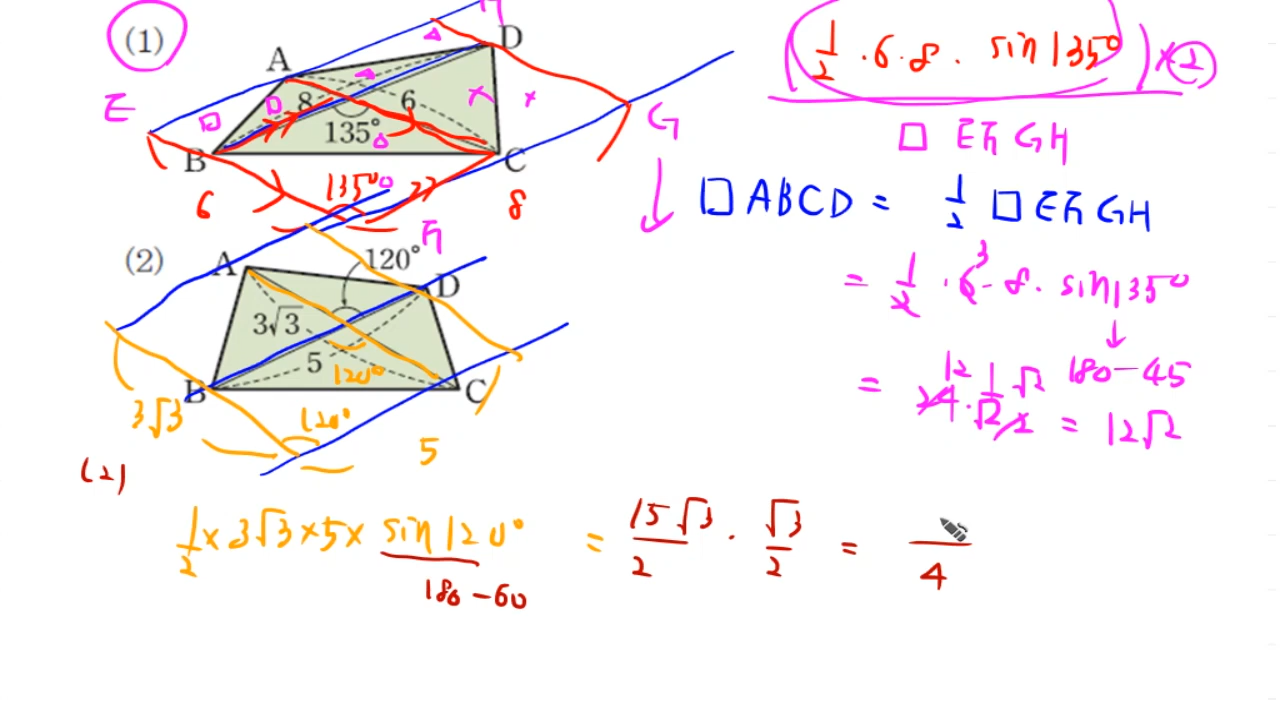 (1)
A
D
H
E
8
6
135°
B
C
G
6
135°
8
(1/2 · 6 · 8 · sin 135°) × 2
□ EFGH
□ABCD = 1/2 □EFGH
= 1/2 · 6 · 8 · sin135°
3
180-45
= 24 · 1/√2 √2/2 = 12√2
12
(2)
A
120°
F
D
3√3
5
120°
B
C
3√3
120°
5
(2)
1/2 × 3√3 × 5 × sin 120° = 15√3/2 · √3/2 = /4
180-60